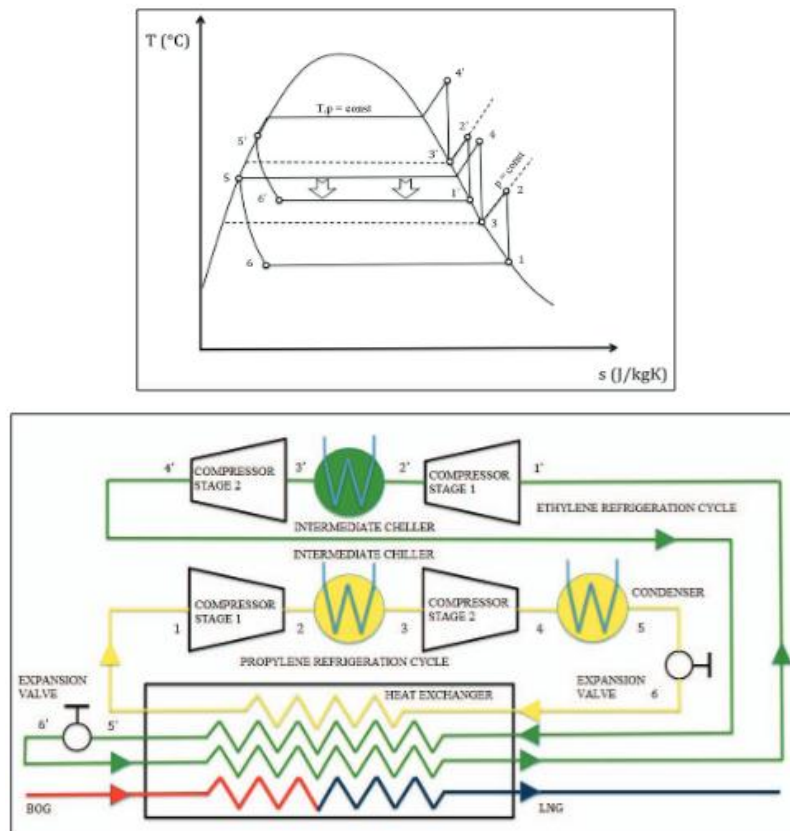 T (°C)
4'
T,p = const
5'
2'
4
3'
p = const
5
6'
1'
2
3
6
1
s (J/kgK)
4'
COMPRESSOR
STAGE 2
3'
2'
COMPRESSOR
STAGE 1
1'
INTERMEDIATE CHILLER
ETHYLENE REFRIGERATION CYCLE
INTERMEDIATE CHILLER
CONDENSER
1
COMPRESSOR
STAGE 1
2
3
COMPRESSOR
STAGE 2
4
5
PROPYLENE REFRIGERATION CYCLE
EXPANSION
VALVE
HEAT EXCHANGER
EXPANSION
VALVE
6
6'
5'
BOG
LNG